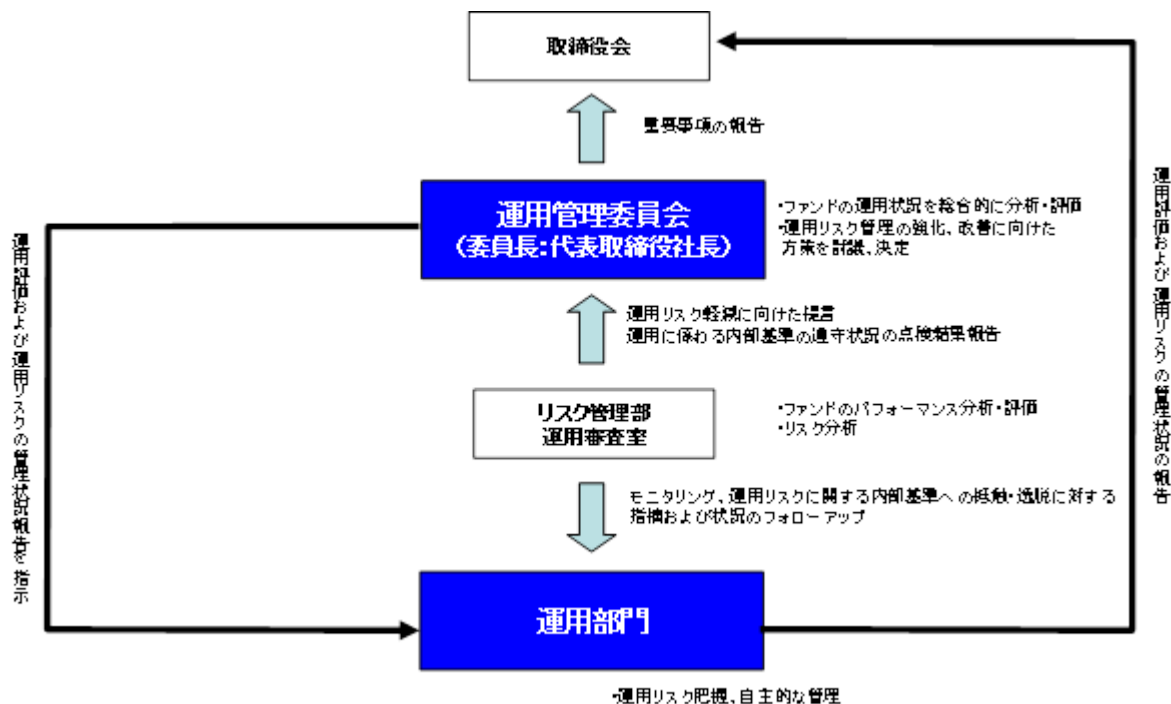 取締役会
重要事項の報告
運用管理委員会
(委員長:代表取締役社長)
・ファンドの運用状況を総合的に分析・評価
・運用リスク管理の強化、改善に向けた
方策を討議、決定
運用リスク軽減に向けた提言
運用に係わる内部基準の遵守状況の点検結果報告
リスク管理部
運用審査室
・ファンドのパフォーマンス分析・評価
・リスク分析
モニタリング、運用リスクに関する内部基準への抵触・逸脱に対する
指摘および状況のフォローアップ
運用部門
・運用リスク把握、自主的な管理
運用評価および運用リスクの管理状況報告を指示
運用評価および運用リスクの管理状況の報告